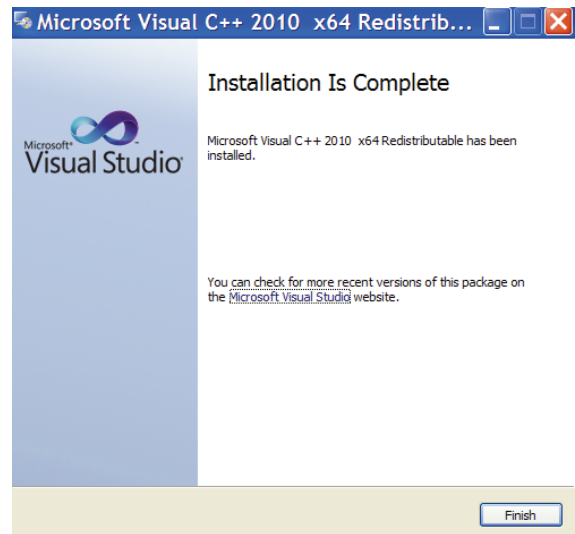 Microsoft Visual C++ 2010  x64 Redistrib...
Installation Is Complete
Microsoft®
Visual Studio®
Microsoft Visual C++ 2010  x64 Redistributable has been
installed.
You can check for more recent versions of this package on
the Microsoft Visual Studio website.
Finish